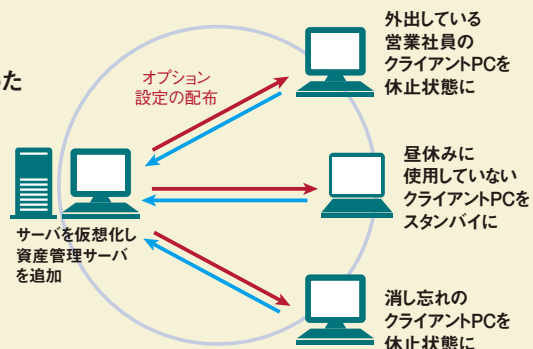 った
オプション
設定の配布
外出している
営業社員の
クライアントPCを
休止状態に
昼休みに
使用していない
クライアントPCを
スタンバイに
サーバを仮想化し
資産管理サーバ
を追加
消し忘れの
クライアントPCを
休止状態に